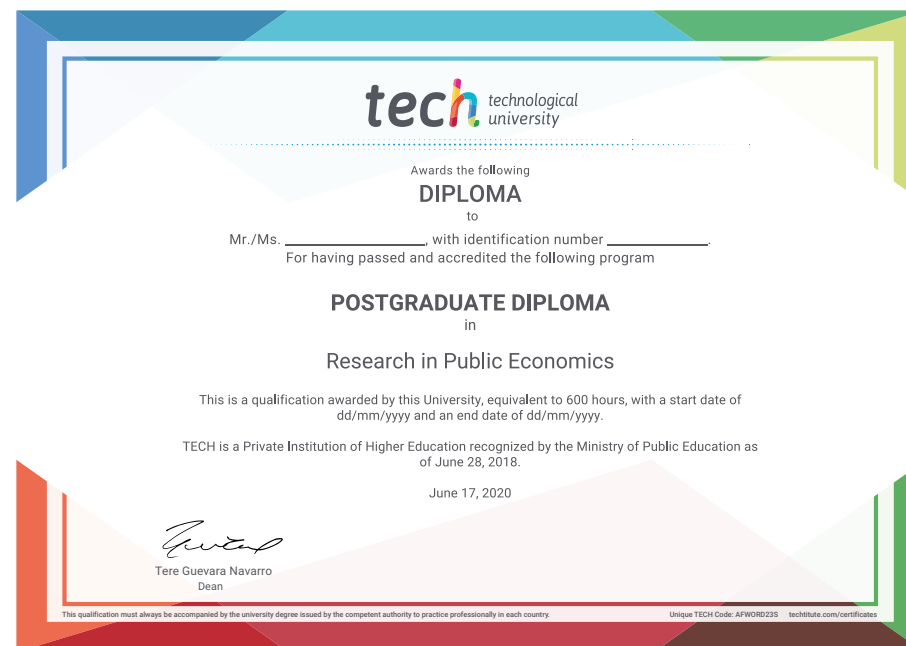 tech technological
university
Awards the following
DIPLOMA
to
Mr./Ms. ____________________, with identification number ______________.
For having passed and accredited the following program
POSTGRADUATE DIPLOMA
in
Research in Public Economics
This is a qualification awarded by this University, equivalent to 600 hours, with a start date of
dd/mm/yyyy and an end date of dd/mm/yyyy.
TECH is a Private Institution of Higher Education recognized by the Ministry of Public Education as
of June 28, 2018.
June 17, 2020
Tere Guevara Navarro
Dean
This qualification must always be accompanied by the university degree issued by the competent authority to practice professionally in each country. Unique TECH Code: AFWORD23S techtitute.com/certificates